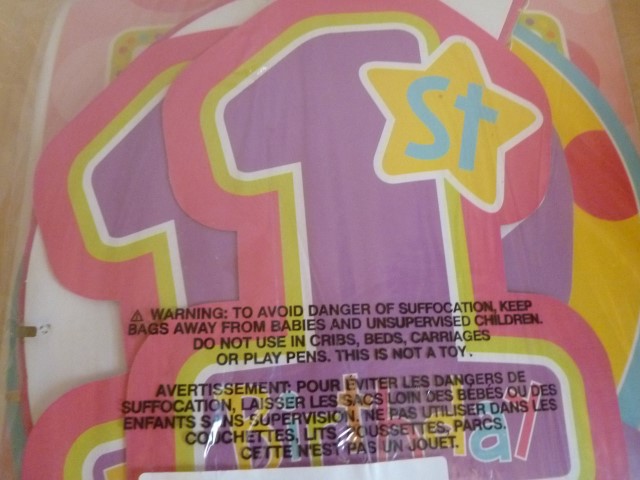 1
11
st
⚠ WARNING: TO AVOID DANGER OF SUFFOCATION, KEEP
BAGS AWAY FROM BABIES AND UNSUPERVISED CHILDREN.
DO NOT USE IN CRIBS, BEDS, CARRIAGES
OR PLAY PENS. THIS IS NOT A TOY.
AVERTISSEMENT: POUR ÉVITER LES DANGERS DE
SUFFOCATION, LAISSER LES SACS LOIN DES BÉBÉS OU DES
ENFANTS SANS SUPERVISION. NE PAS UTILISER DANS LES
COUCHETTES, LITS, POUSSETTES, PARCS.
CETTE N'EST PAS UN JOUET.
Birthday